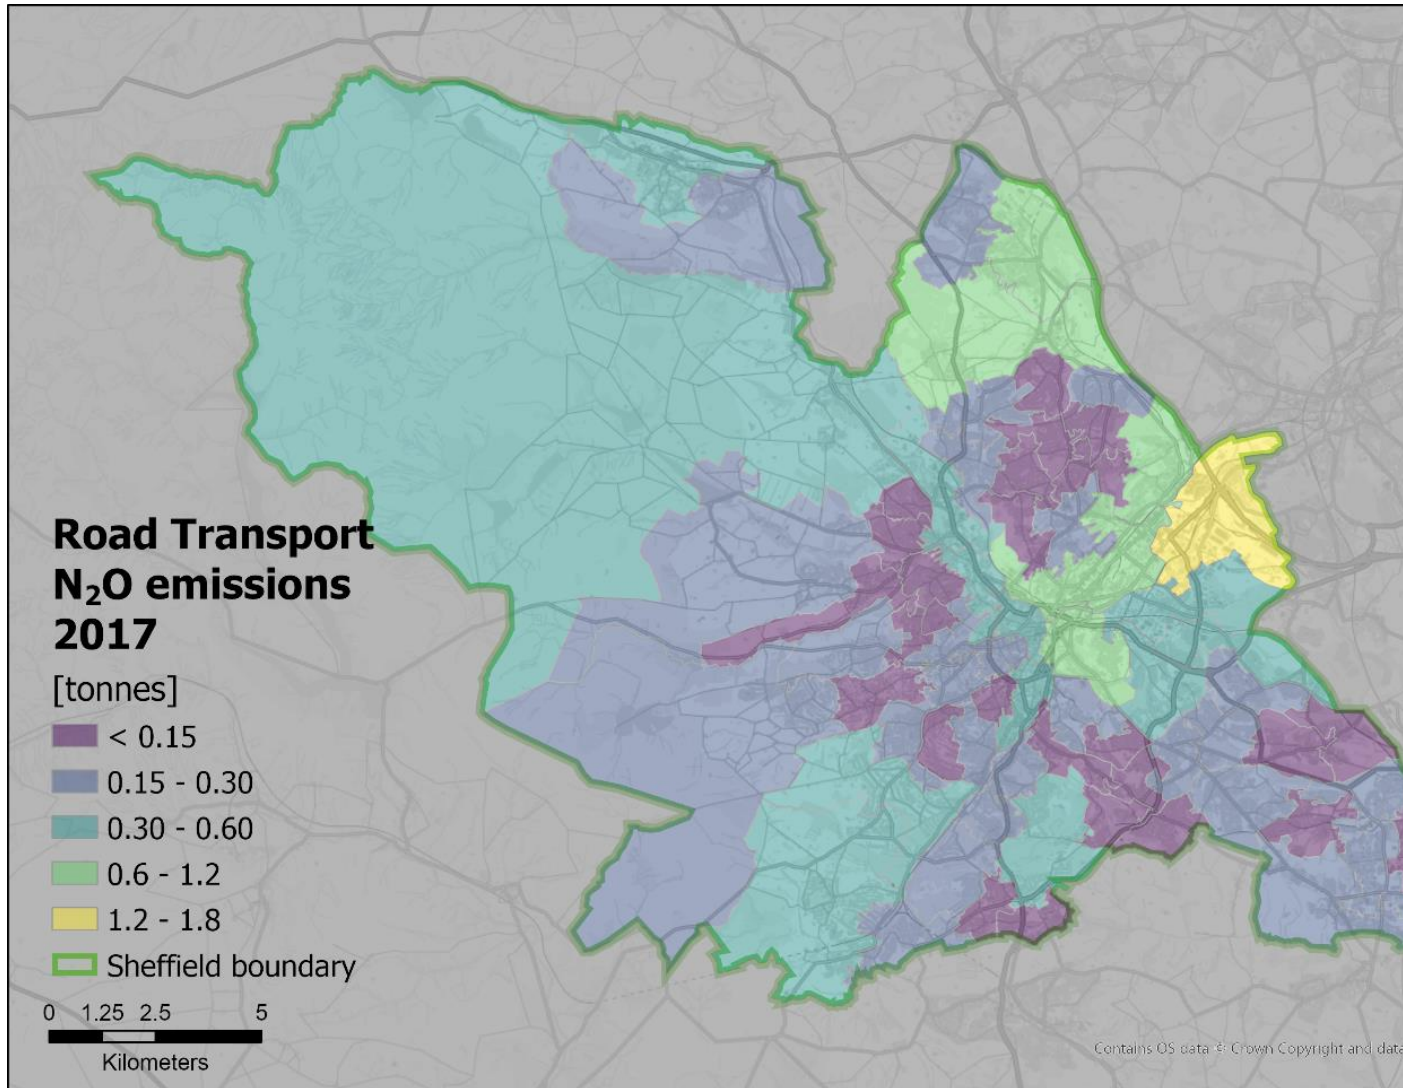 Road Transport
N₂O emissions
2017
[tonnes]
< 0.15
0.15 - 0.30
0.30 - 0.60
0.6 - 1.2
1.2 - 1.8
Sheffield boundary
0 1.25 2.5 5
Kilometers
Contains OS data © Crown Copyright and data